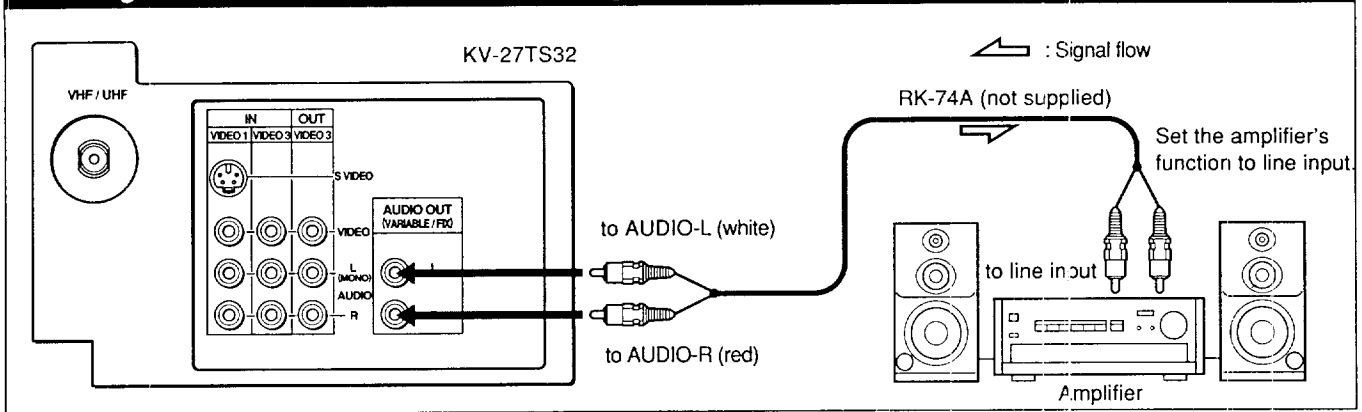 KV-27TS32
: Signal flow
VHF / UHF
RK-74A (not supplied)
IN
OUT
VIDEO 1
VIDEO 3
VIDEO 3
Set the amplifier's
function to line input.
S VIDEO
AUDIO OUT
(VARIABLE / FIX)
VIDEO
to AUDIO-L (white)
L
(MONO)
AUDIO
R
to line input
to AUDIO-R (red)
Amplifier